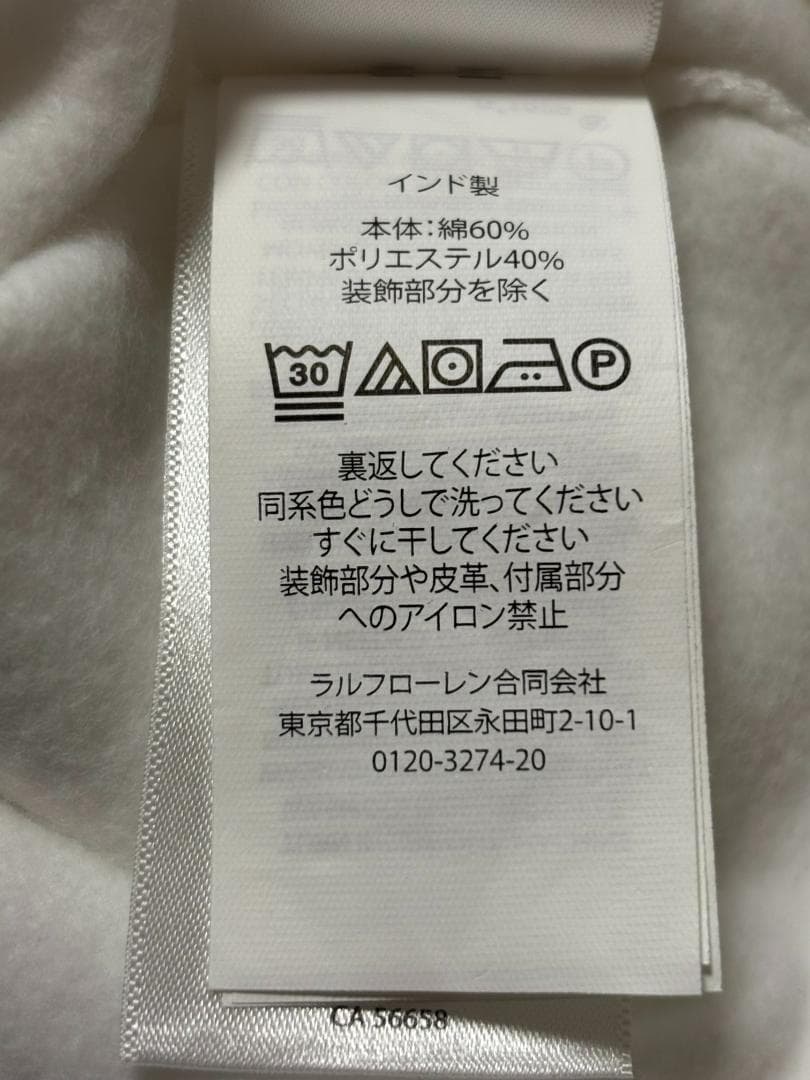 インド製
本体:綿60%
ポリエステル40%
装飾部分を除く
30
P
裏返してください
同系色どうしで洗ってください
すぐに干してください
装飾部分や皮革、付属部分
へのアイロン禁止
ラルフローレン合同会社
東京都千代田区永田町2-10-1
0120-3274-20
CA 56658